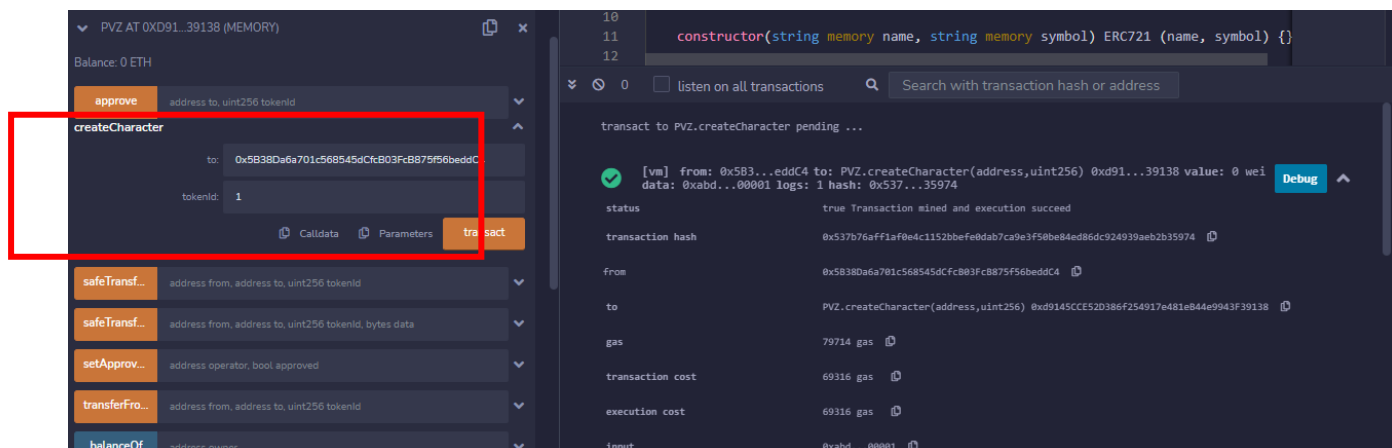 PVZ AT 0XD91...39138 (MEMORY)
Balance: 0 ETH
approve address to, uint256 tokenId
createCharacter
to: 0x5B38Da6a701c568545dCfcB03FcB875f56beddC
tokenId: 1
Calldata Parameters transact
safeTransf... address from, address to, uint256 tokenId
safeTransf... address from, address to, uint256 tokenId, bytes data
setApprov... address operator, bool approved
transferFro... address from, address to, uint256 tokenId
balanceOf address owner
10
11 constructor(string memory name, string memory symbol) ERC721 (name, symbol) {}
12
0 listen on all transactions Search with transaction hash or address
transact to PVZ.createCharacter pending ...
[vm] from: 0x5B3...eddC4 to: PVZ.createCharacter(address,uint256) 0xd91...39138 value: 0 wei
data: 0xabd...00001 logs: 1 hash: 0x537...35974
Debug
status true Transaction mined and execution succeed
transaction hash 0x537b76aff1af0e4c1152bbefe0dab7ca9e3f50be84ed86dc924939aeb2b35974
from 0x5B38Da6a701c568545dCfcB03FcB875f56beddC4
to PVZ.createCharacter(address,uint256) 0xd9145CCE52D386f254917e481eB44e9943F39138
gas 79714 gas
transaction cost 69316 gas
execution cost 69316 gas
input 0xabd...00001